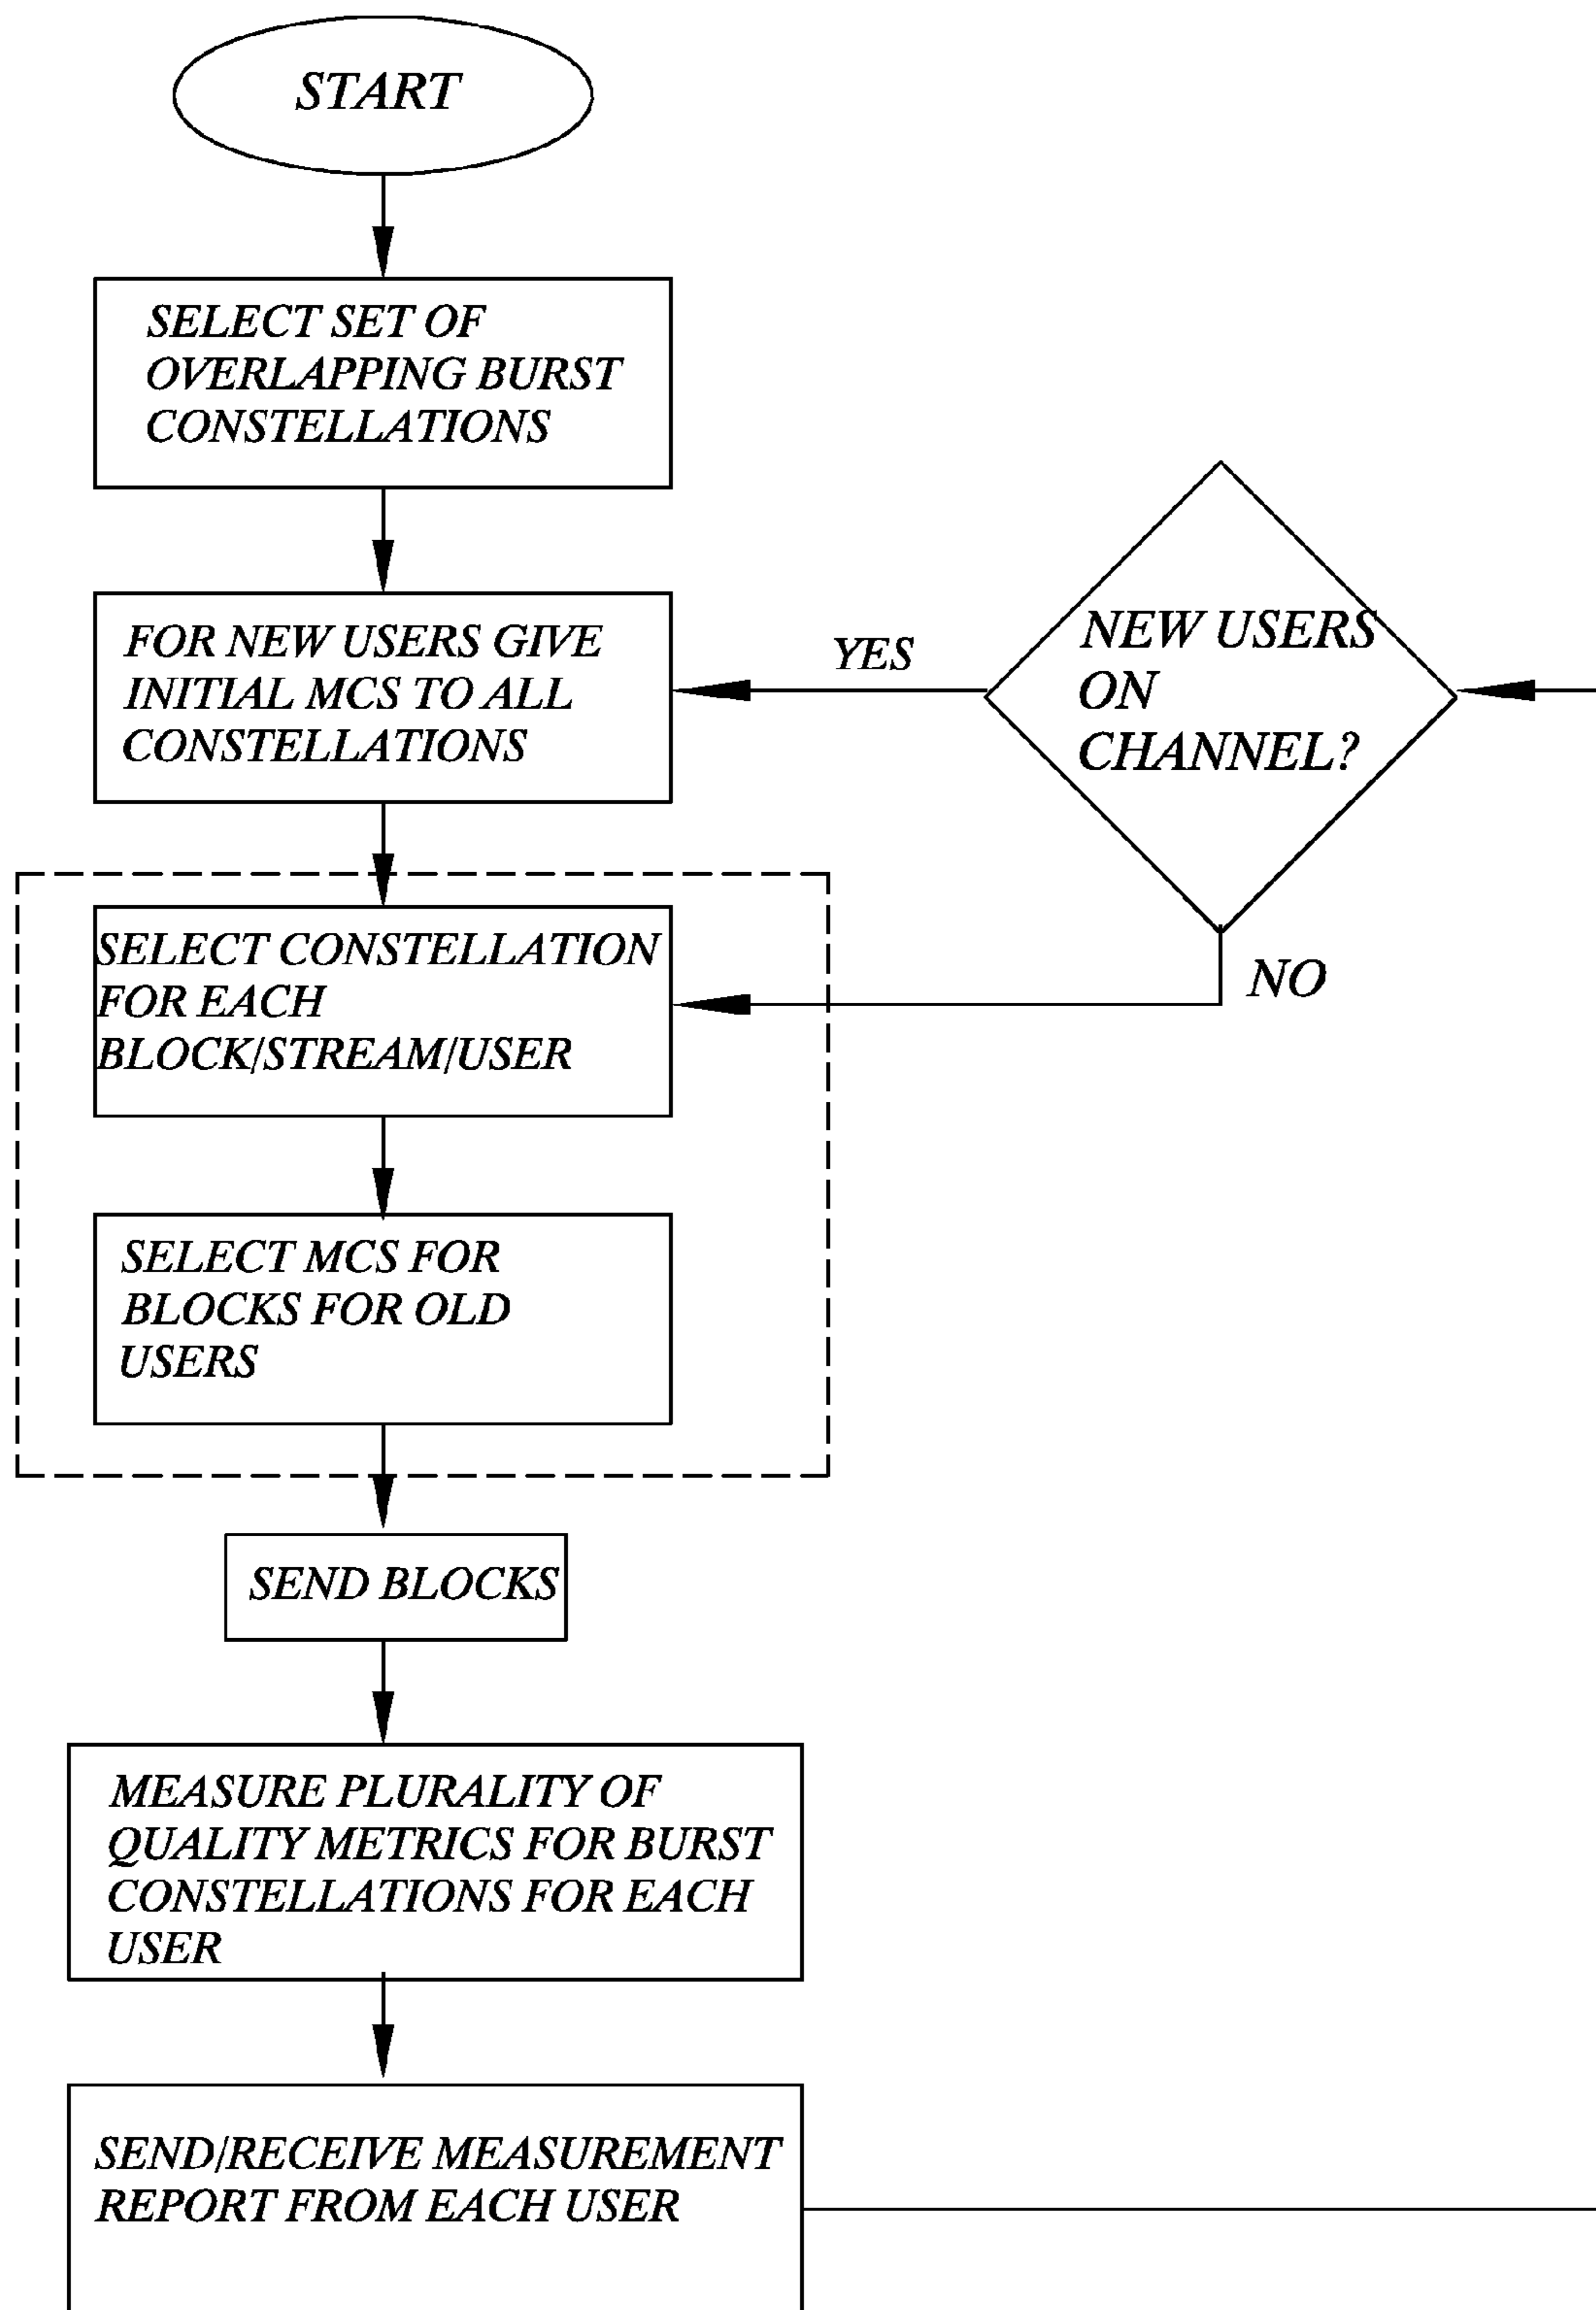 START
SELECT SET OF
OVERLAPPING BURST
CONSTELLATIONS
FOR NEW USERS GIVE
INITIAL MCS TO ALL
CONSTELLATIONS
YES
NEW USERS
ON
CHANNEL?
NO
SELECT CONSTELLATION
FOR EACH
BLOCK/STREAM/USER
SELECT MCS FOR
BLOCKS FOR OLD
USERS
SEND BLOCKS
MEASURE PLURALITY OF
QUALITY METRICS FOR BURST
CONSTELLATIONS FOR EACH
USER
SEND/RECEIVE MEASUREMENT
REPORT FROM EACH USER